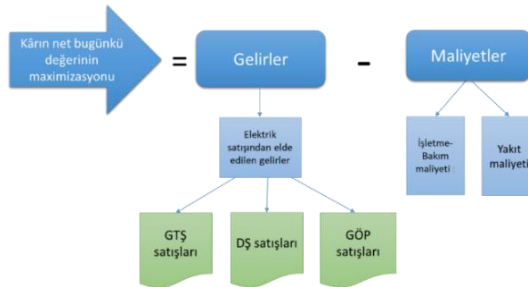 Kârın net bugünkü
değerinin
maximizasyonu
=
Gelirler
-
Maliyetler
Elektrik
satışından elde
edilen gelirler
İşletme-
Bakım
maliyeti
Yakıt
maliyeti
GTŞ
satışları
DŞ satışları
GÖP
satışları